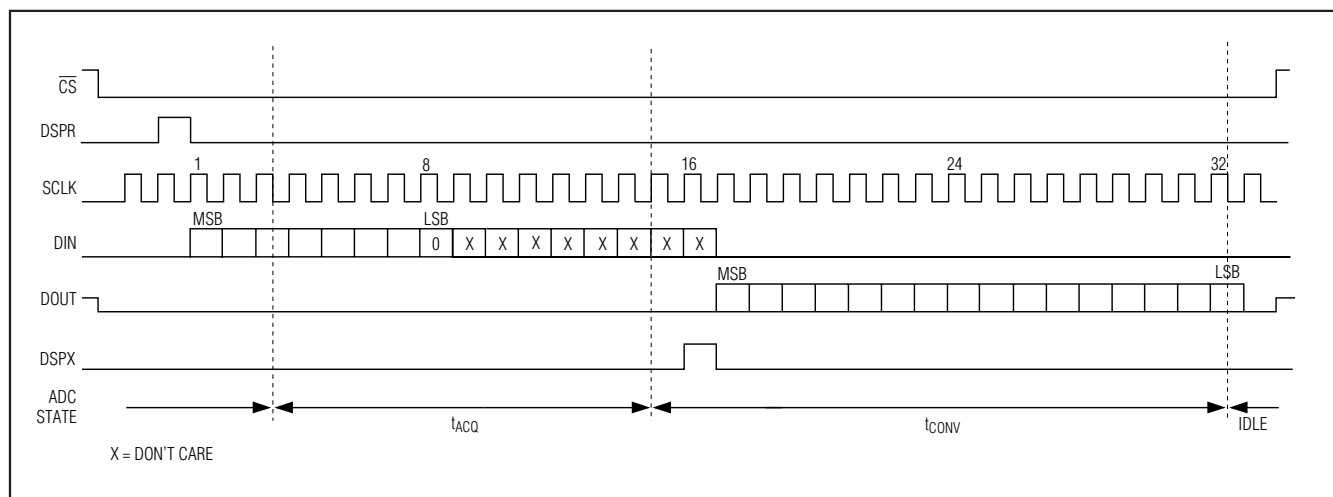 CS
DSPR
1 8 16 24 32
SCLK
MSB LSB
DIN 0 X X X X X X X X
MSB LSB
DOUT
DSPX
ADC
STATE
tACQ tCONV IDLE
X = DON'T CARE